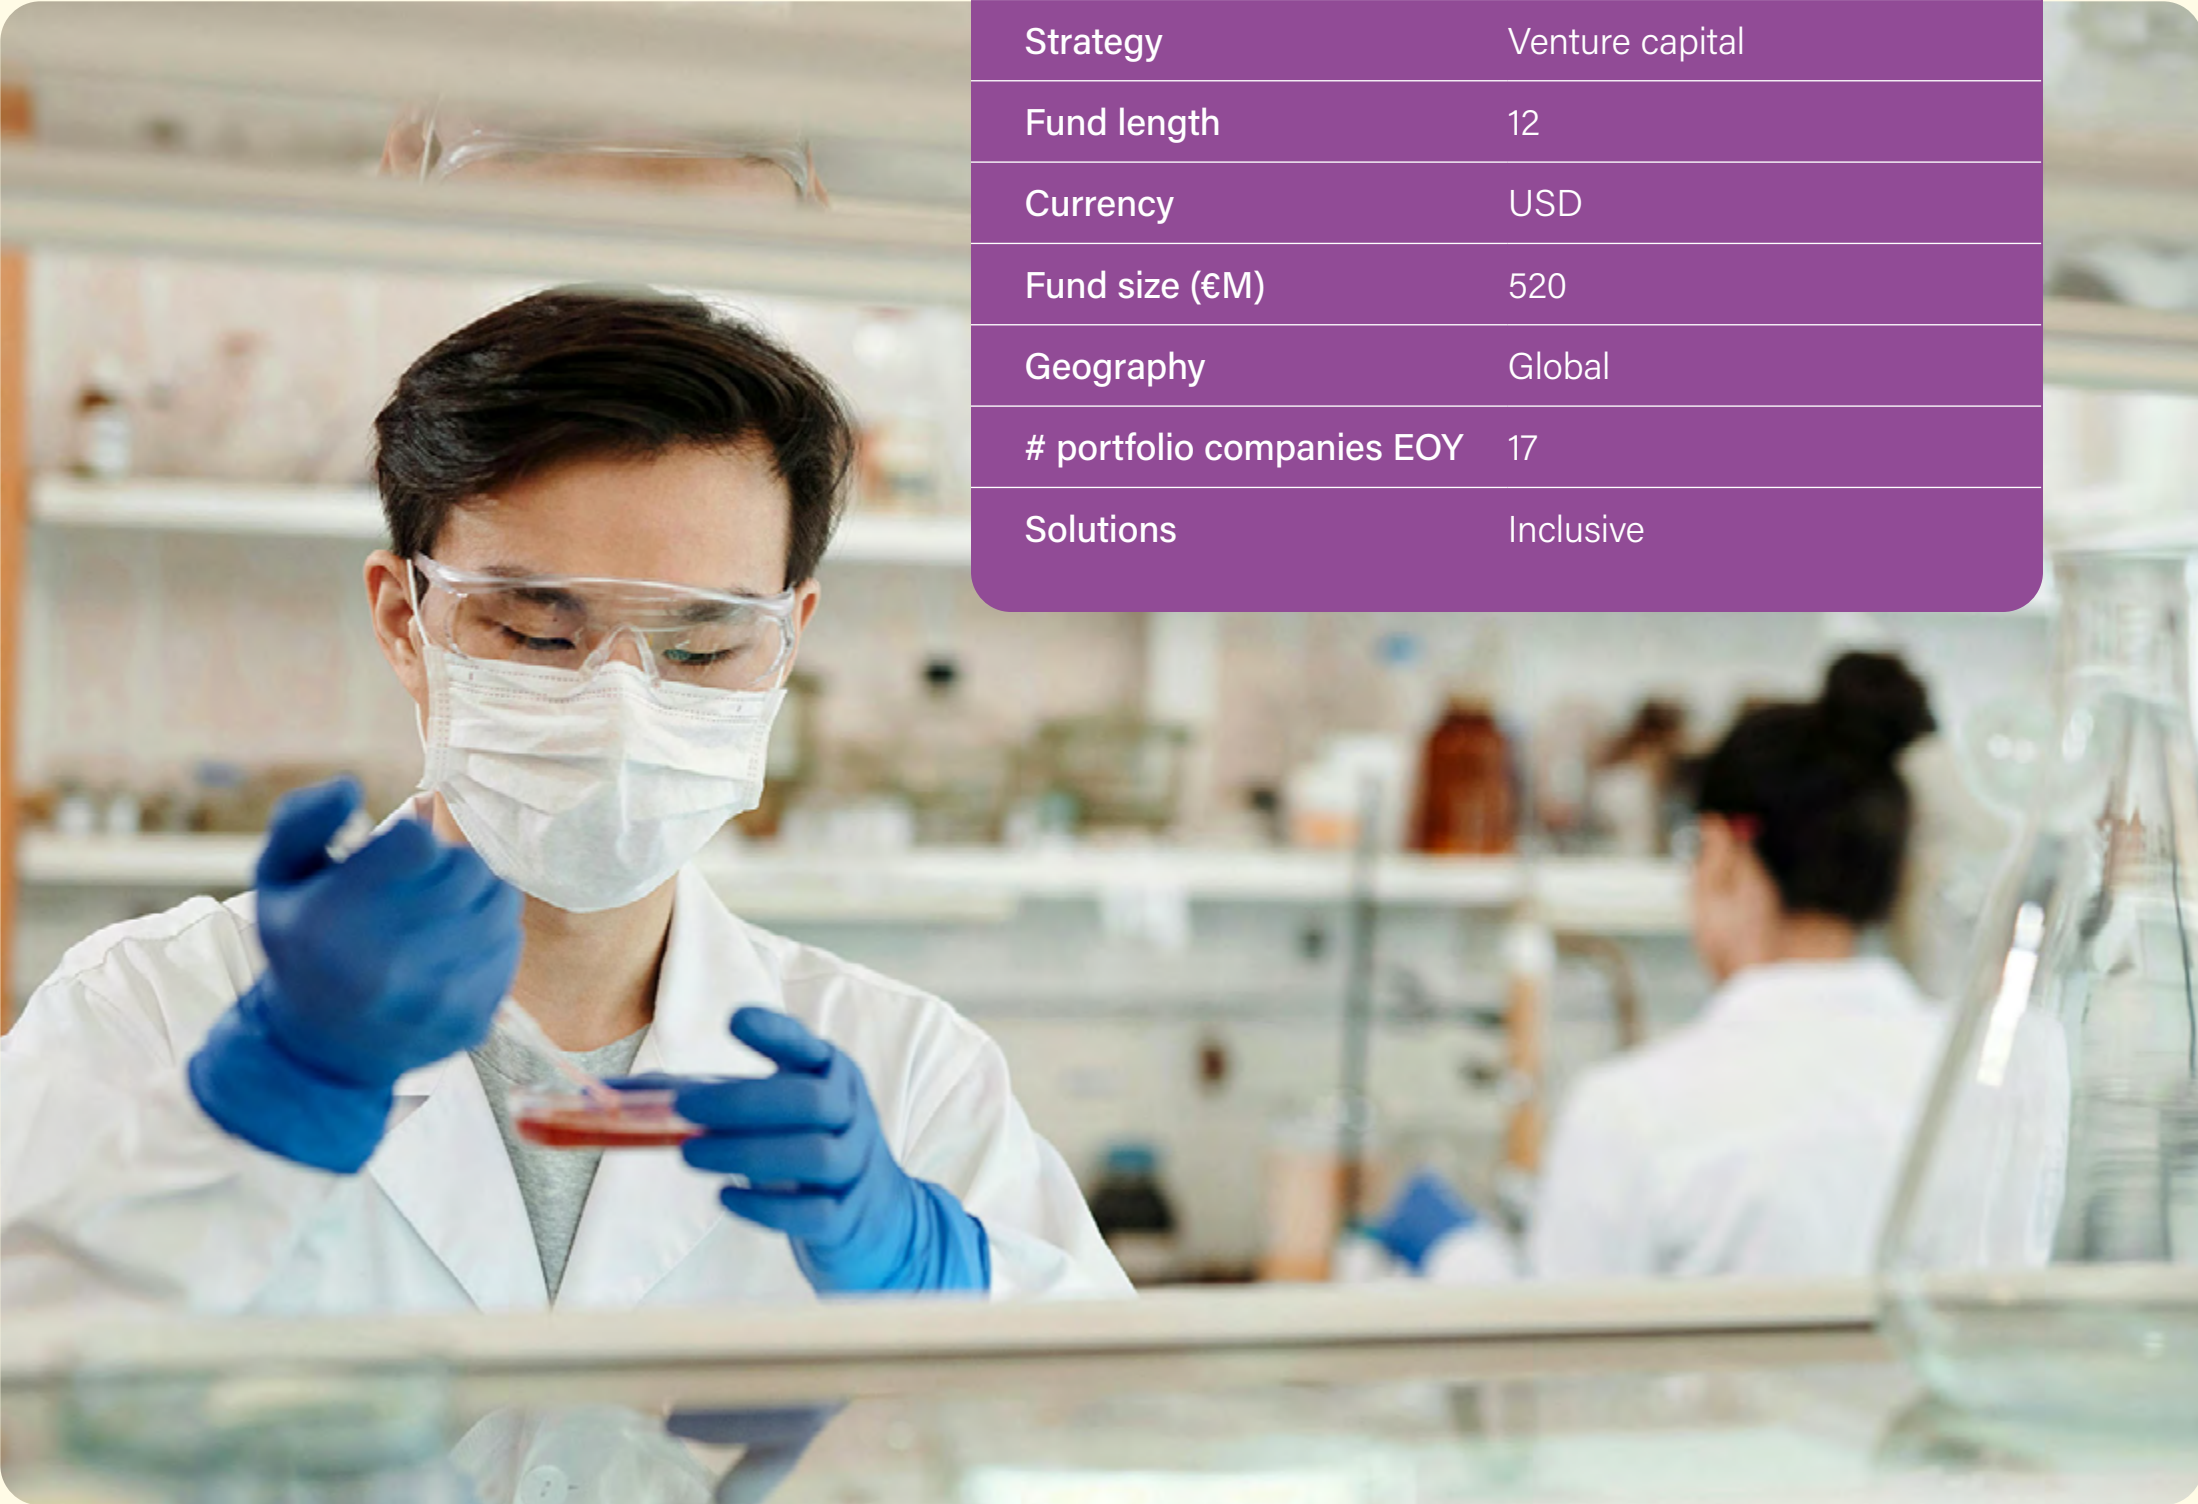 Strategy Venture capital
Fund length 12
Currency USD
Fund size (€M) 520
Geography Global
# portfolio companies EOY 17
Solutions Inclusive